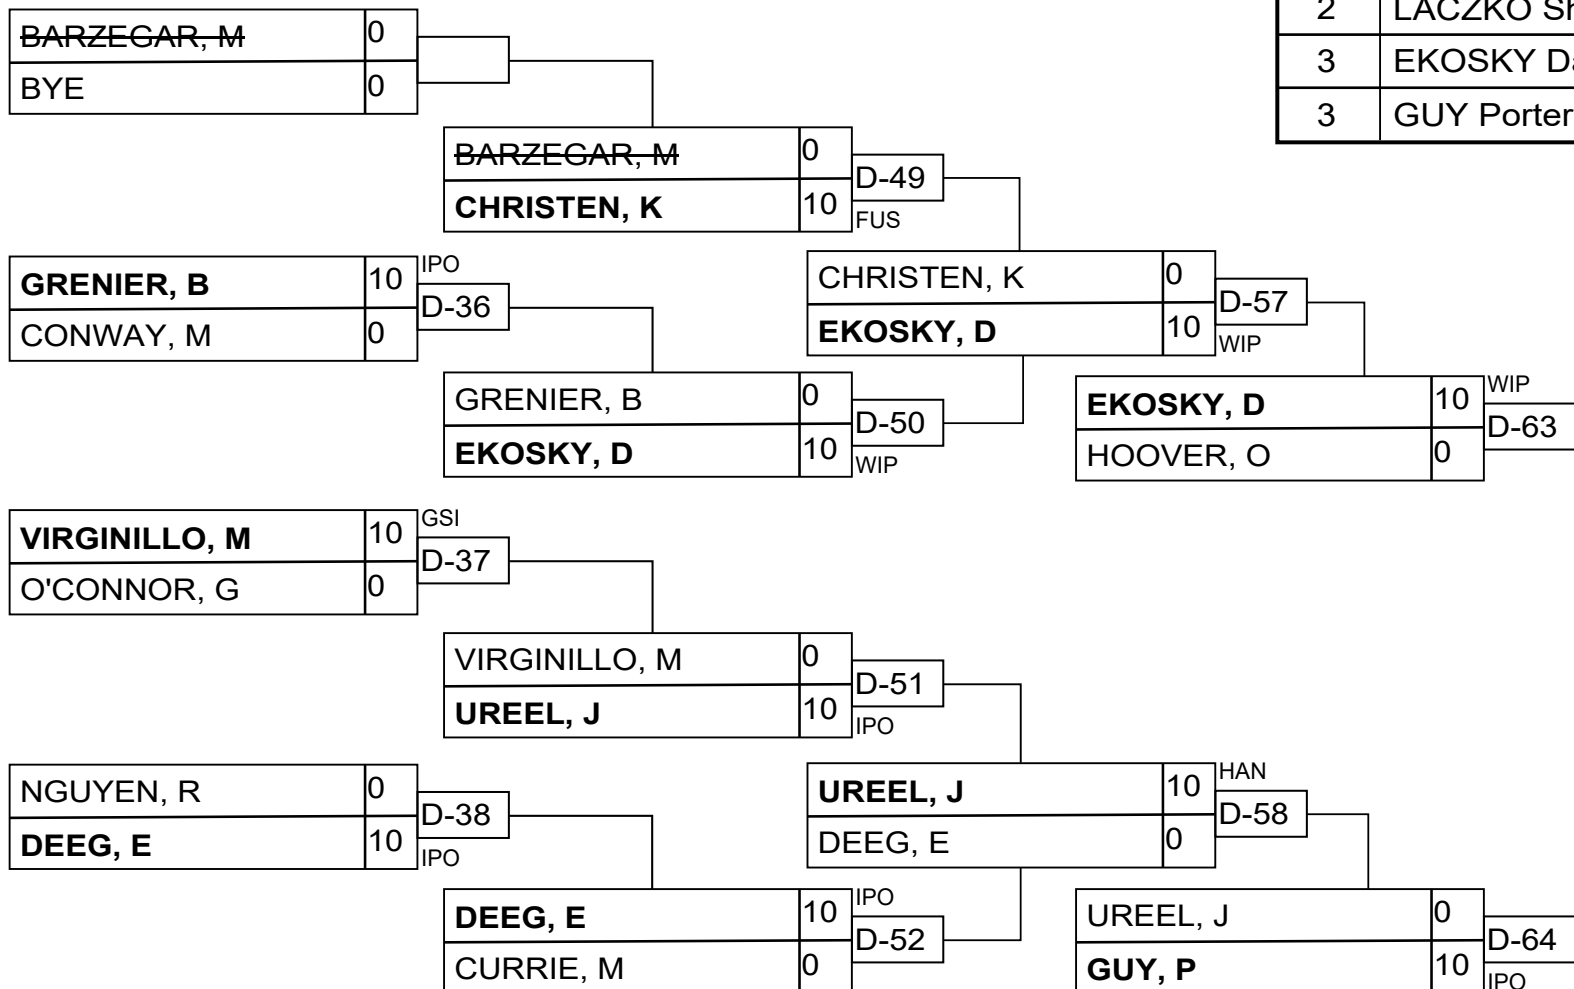 BARZEGAR, M 0
BYE 0
2 LACZKO
3 EKOSKY
3 GUY Porter
BARZEGAR, M 0
CHRISTEN, K 10
D-49
FUS
GRENIER, B 10
CONWAY, M 0
IPO
D-36
CHRISTEN, K 0
EKOSKY, D 10
D-57
WIP
GRENIER, B 0
EKOSKY, D 10
D-50
WIP
EKOSKY, D 10
HOOVER, O 0
WIP
D-63
VIRGINILLO, M 10
O'CONNOR, G 0
GSI
D-37
VIRGINILLO, M 0
UREEL, J 10
D-51
IPO
NGUYEN, R 0
DEEG, E 10
D-38
IPO
UREEL, J 10
DEEG, E 0
HAN
D-58
DEEG, E 10
CURRIE, M 0
IPO
D-52
UREEL, J 0
GUY, P 10
D-64
IPO